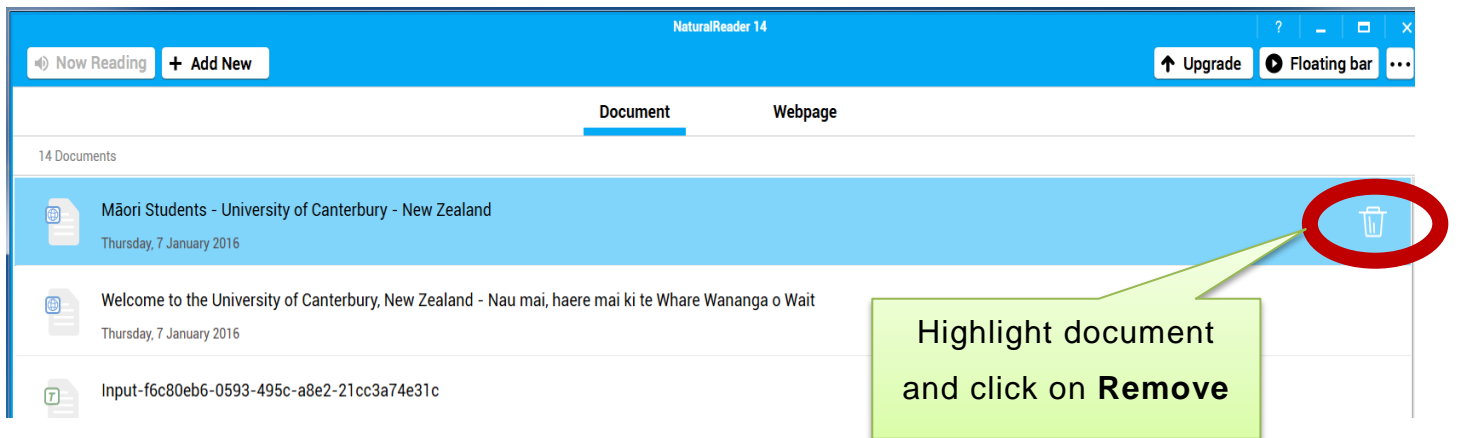 NaturalReader 14
?
Now Reading + Add New Upgrade Floating bar ...
Document Webpage
14 Documents
Māori Students - University of Canterbury - New Zealand
Thursday, 7 January 2016
Welcome to the University of Canterbury, New Zealand - Nau mai, haere mai ki te Whare Wananga o Wait
Thursday, 7 January 2016
Input-f6c80eb6-0593-495c-a8e2-21cc3a74e31c
T
Highlight document
and click on Remove